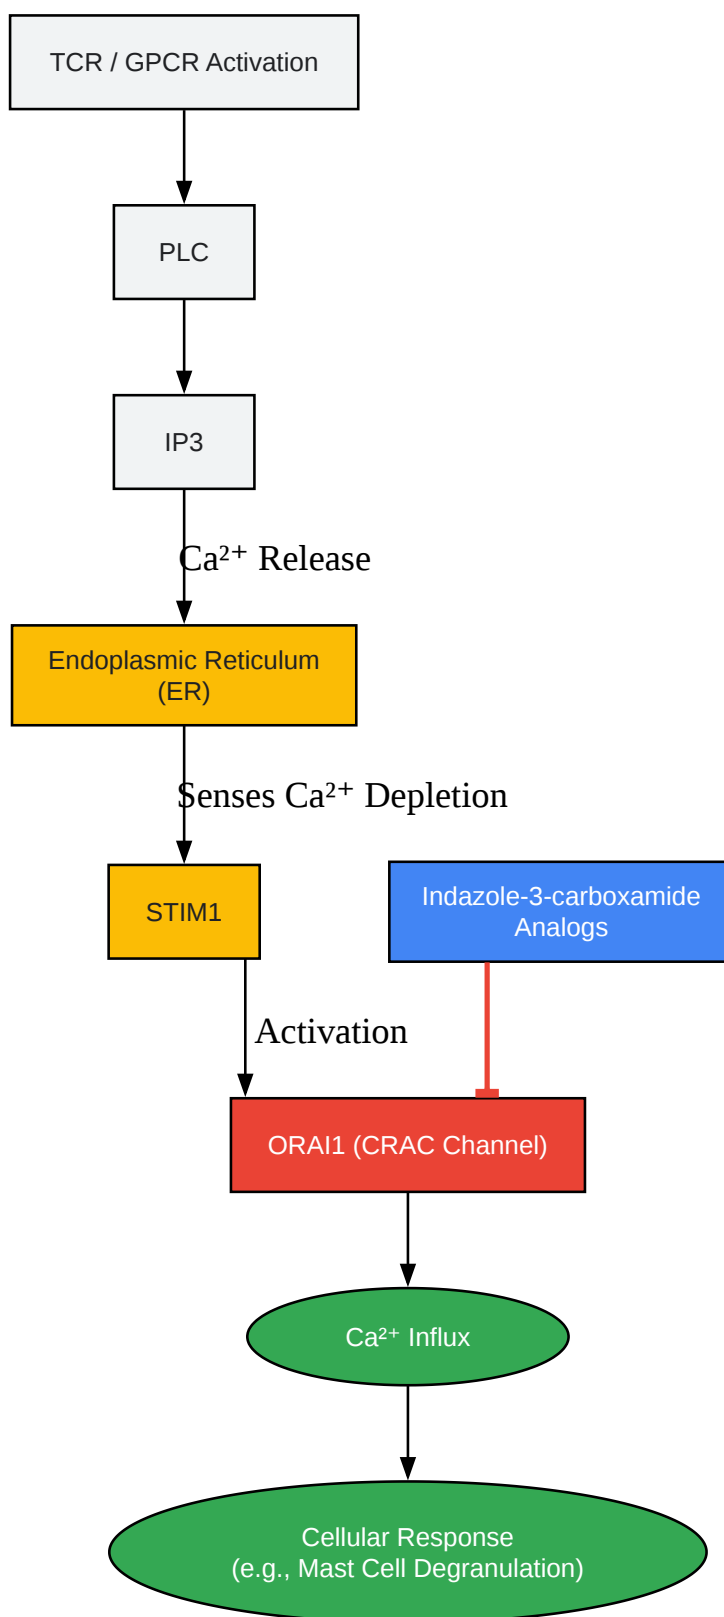 TCR / GPCR Activation
PLC
IP3
Ca²⁺ Release
Endoplasmic Reticulum
(ER)
Senses Ca²⁺ Depletion
STIM1
Indazole-3-carboxamide
Analogs
Activation
ORAI1 (CRAC Channel)
Ca²⁺ Influx
Cellular Response
(e.g., Mast Cell Degranulation)